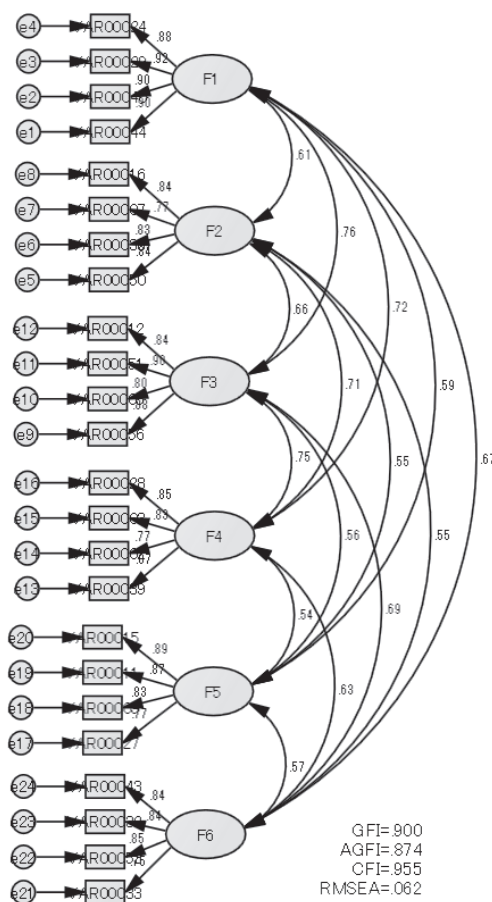 e4
VAR00024
.88
e3
.92
e2
.90
e1
VAR00044
.90
F1
.61
e8
VAR00016
.84
e7
.77
e6
.83
e5
VAR00050
.84
F2
.76
.66
.72
e12
VAR00012
.84
e11
.90
e10
.80
e9
VAR00056
F3
.71
.59
.75
.55
.67
e16
VAR00028
.85
e15
.83
e14
.77
e13
VAR00039
F4
.56
.55
.54
.69
.63
e20
VAR00015
.89
e19
.87
e18
.83
e17
VAR00027
.77
F5
.57
e24
VAR00043
.84
e23
.84
e22
.85
e21
VAR00033
F6
GFI=.900
AGFI=.874
CFI=.955
RMSEA=.062